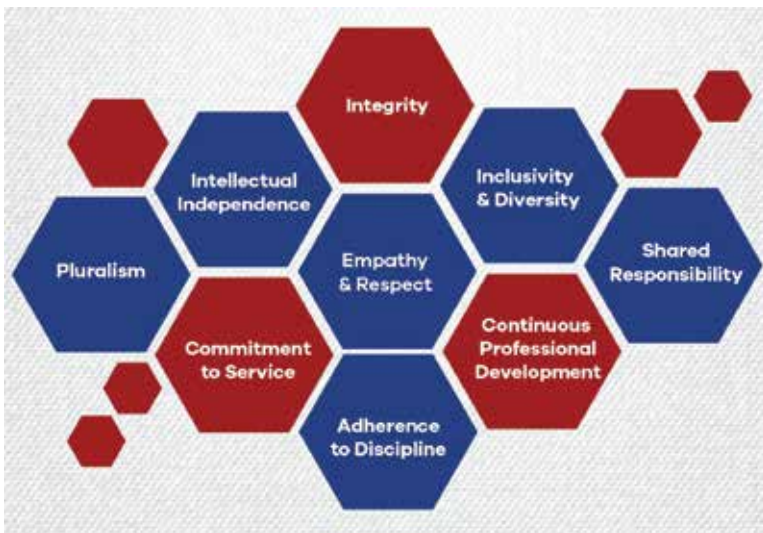 Integrity
Intellectual
Independence
Inclusivity
& Diversity
Pluralism
Empathy
& Respect
Shared
Responsibility
Commitment
to Service
Continuous
Professional
Development
Adherence
to Discipline